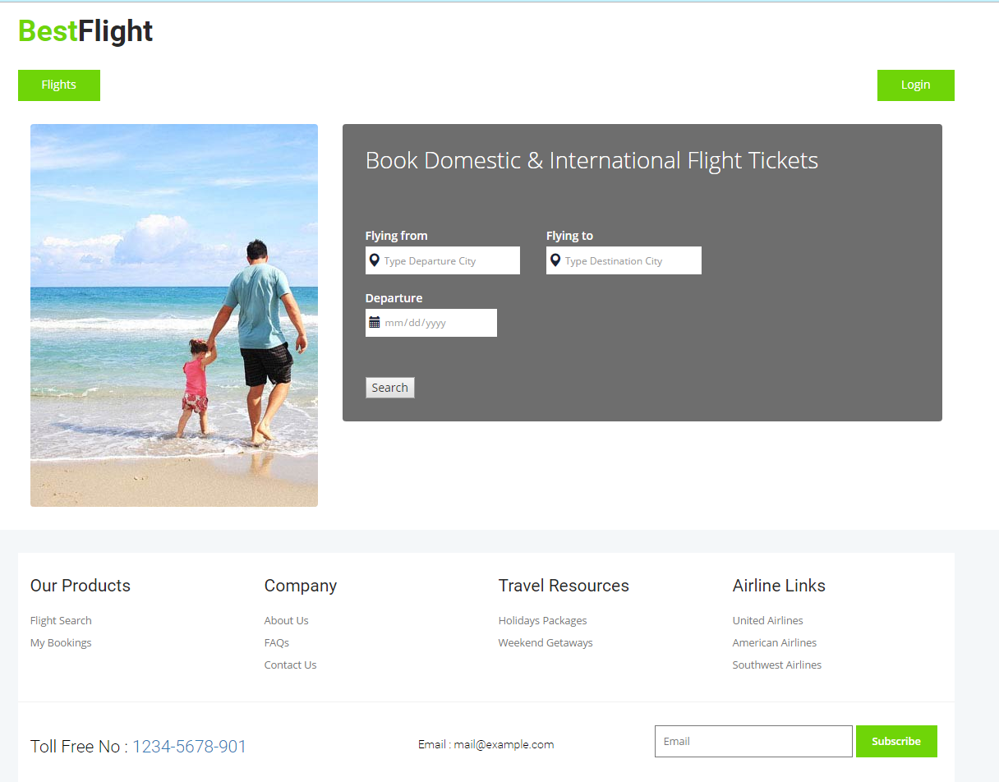 BestFlight
Flights
Login
Book Domestic & International Flight Tickets
Flying from
Flying to
Type Departure City
Type Destination City
Departure
mm/dd/yyyy
Search
Our Products
Company
Travel Resources
Airline Links
Flight Search
About Us
Holidays Packages
United Airlines
My Bookings
FAQs
Weekend Getaways
American Airlines
Contact Us
Southwest Airlines
Toll Free No : 1234-5678-901
Email : mail@example.com
Email
Subscribe